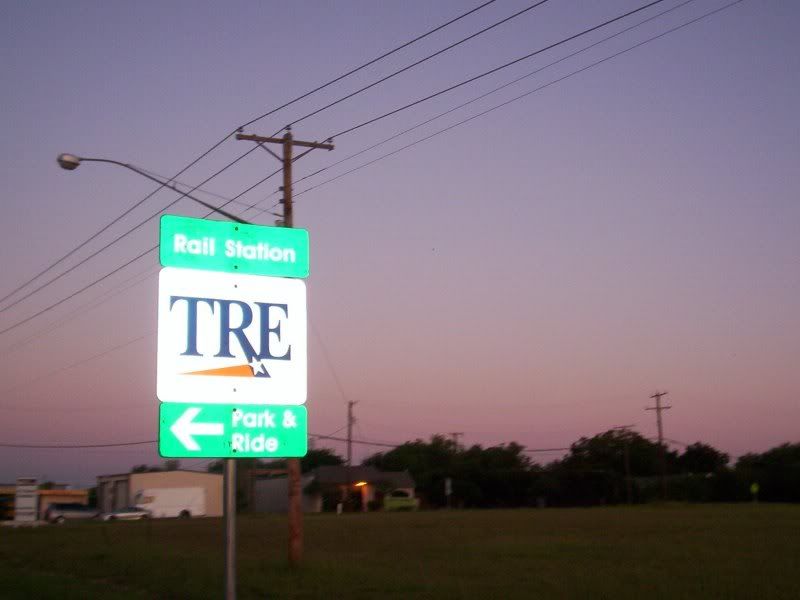 Rail Station
TRE
Park &
Ride